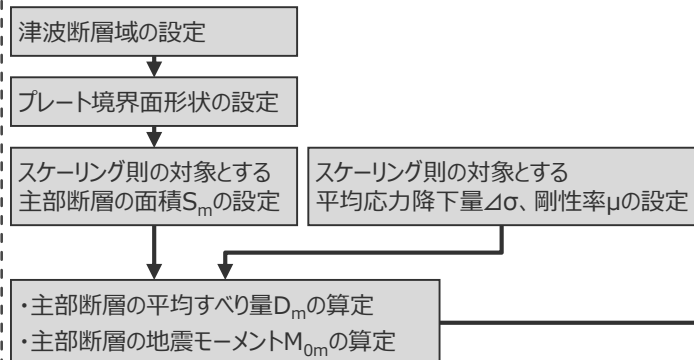 津波断層域の設定
プレート境界面形状の設定
スケーリング則の対象とする
主部断層の面積Smの設定
スケーリング則の対象とする
平均応力降下量⊿σ、剛性率μの設定
・主部断層の平均すべり量Dmの算定
・主部断層の地震モーメントM0mの算定